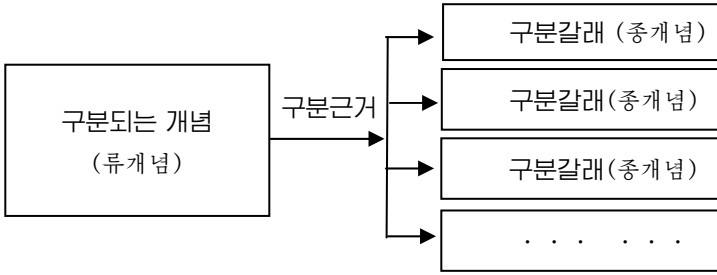 구분되는 개념
(류개념)
구분근거
구분갈래 (종개념)
구분갈래(종개념)
구분갈래(종개념)
· · · · · ·